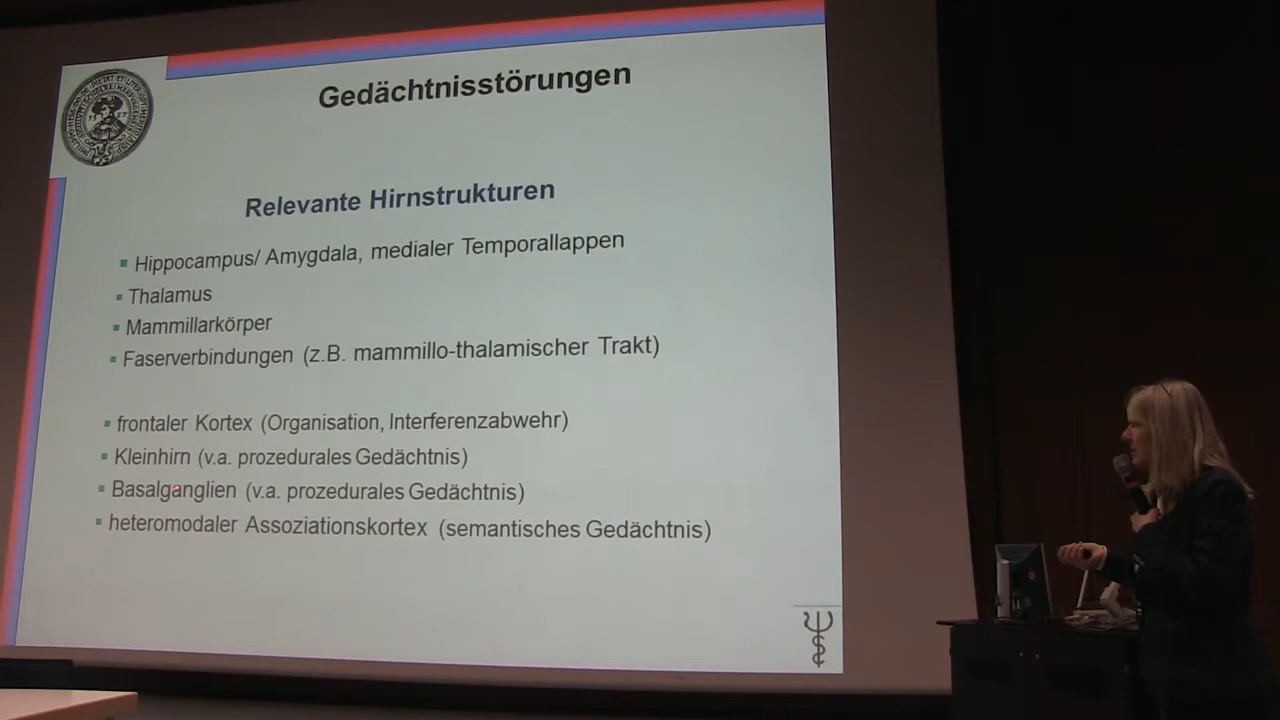 Gedächtnisstörungen
Relevante Hirnstrukturen
Hippocampus/ Amygdala, medialer Temporallappen
Thalamus
Mammillarkörper
Faserverbindungen (z.B. mammillo-thalamischer Trakt)
frontaler Kortex (Organisation, Interferenzabwehr)
Kleinhirn (v.a. prozedurales Gedächtnis)
Basalganglien (v.a. prozedurales Gedächtnis)
heteromodaler Assoziationskortex (semantisches Gedächtnis)